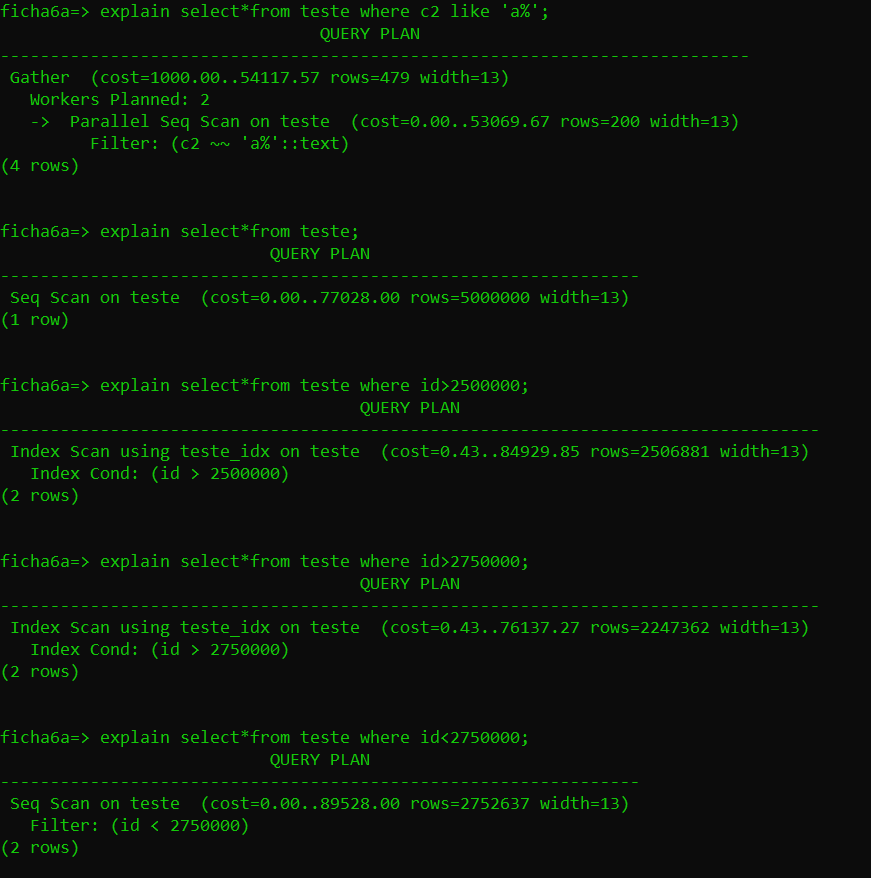 ficha6a=> explain select*from teste where c2 like 'a%';
QUERY PLAN
---------------------------------------------------------------------------
Gather  (cost=1000.00..54117.57 rows=479 width=13)
Workers Planned: 2
->  Parallel Seq Scan on teste  (cost=0.00..53069.67 rows=200 width=13)
Filter: (c2 ~~ 'a%'::text)
(4 rows)
ficha6a=> explain select*from teste;
QUERY PLAN
----------------------------------------------------------------
Seq Scan on teste  (cost=0.00..77028.00 rows=5000000 width=13)
(1 row)
ficha6a=> explain select*from teste where id>2500000;
QUERY PLAN
----------------------------------------------------------------------------------
Index Scan using teste_idx on teste  (cost=0.43..84929.85 rows=2506881 width=13)
Index Cond: (id > 2500000)
(2 rows)
ficha6a=> explain select*from teste where id>2750000;
QUERY PLAN
----------------------------------------------------------------------------------
Index Scan using teste_idx on teste  (cost=0.43..76137.27 rows=2247362 width=13)
Index Cond: (id > 2750000)
(2 rows)
ficha6a=> explain select*from teste where id<2750000;
QUERY PLAN
----------------------------------------------------------------
Seq Scan on teste  (cost=0.00..89528.00 rows=2752637 width=13)
Filter: (id < 2750000)
(2 rows)